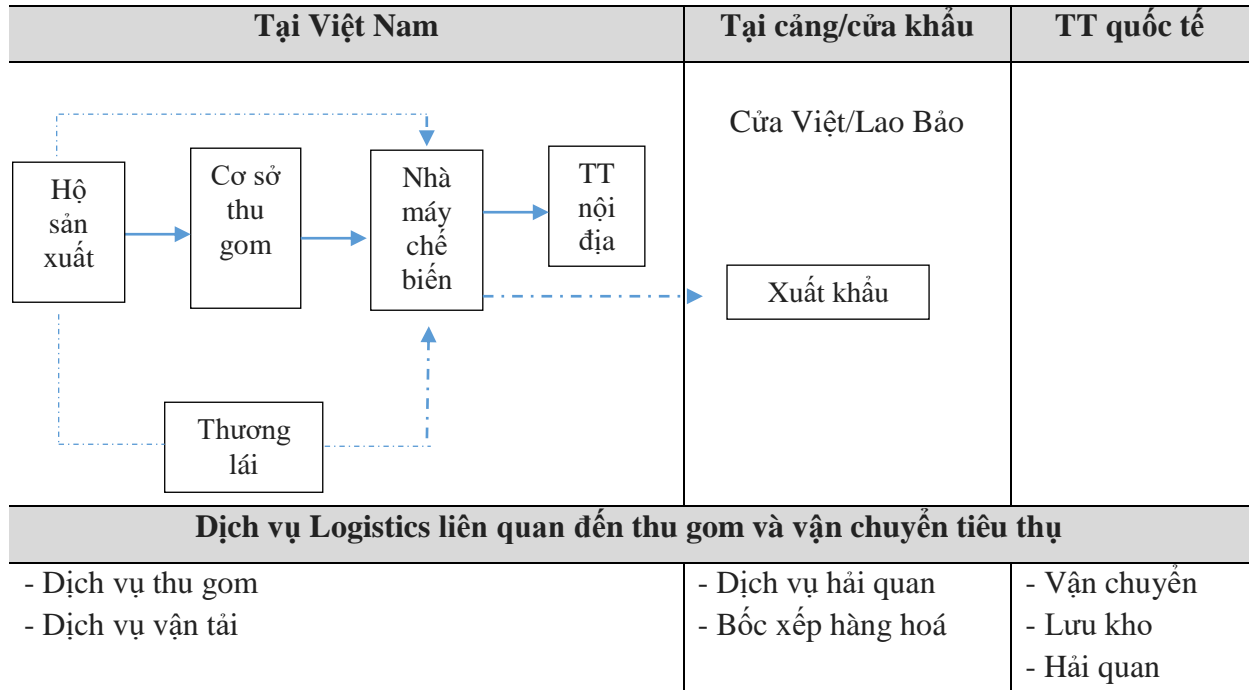 Tại Việt Nam
Tại cảng/cửa khẩu
TT quốc tế
Cửa Việt/Lao Bảo
Hộ
sản
xuất
Cơ sở
thu
gom
Nhà
máy
chế
biến
TT
nội
địa
Xuất khẩu
Thương
lái
Dịch vụ Logistics liên quan đến thu gom và vận chuyển tiêu thụ
- Dịch vụ thu gom
- Dịch vụ vận tải
- Dịch vụ hải quan
- Bốc xếp hàng hoá
- Vận chuyển
- Lưu kho
- Hải quan